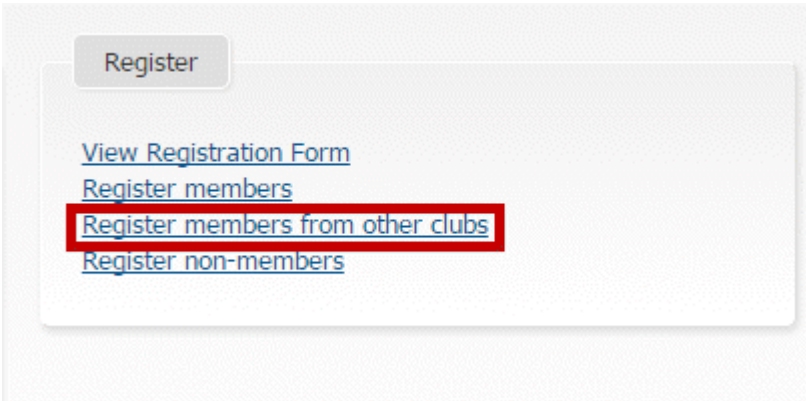 Register
View Registration Form
Register members
Register members from other clubs
Register non-members